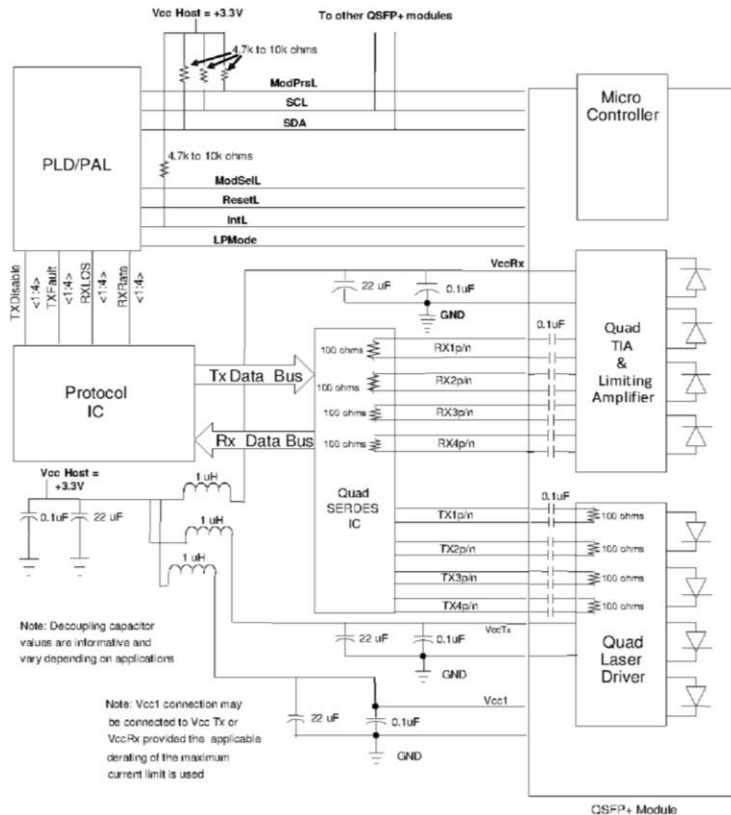 Vcc Host = +3.3V
To other QSFP+ modules
4.7k to 10k ohms
ModPrsL
SCL
SDA
Micro
Controller
PLD/PAL
4.7k to 10k ohms
ModSelL
ResetL
IntL
LPMode
TXDisable
<1:4>
TXFault
<1:4>
RXLOS
<1:4>
RXRate
<1:4>
VccRx
22 uF
0.1uF
GND
0.1uF
Quad
TIA
&
Limiting
Amplifier
100 ohms
RX1p/n
100 ohms
RX2p/n
100 ohms
RX3p/n
100 ohms
RX4p/n
Tx Data Bus
Protocol
IC
Rx Data Bus
Vcc Host =
+3.3V
0.1uF
22 uF
1 uH
1 uH
1 uH
Quad
SERDES
IC
0.1uF
TX1p/n
100 ohms
TX2p/n
100 ohms
TX3p/n
100 ohms
TX4p/n
100 ohms
Note: Decoupling capacitor
values are informative and
vary depending on applications
VccTx
22 uF
0.1uF
GND
Quad
Laser
Driver
Note: Vcc1 connection may
be connected to Vcc Tx or
VccRx provided the applicable
derating of the maximum
current limit is used
Vcc1
22 uF
0.1uF
GND
QSFP+ Module